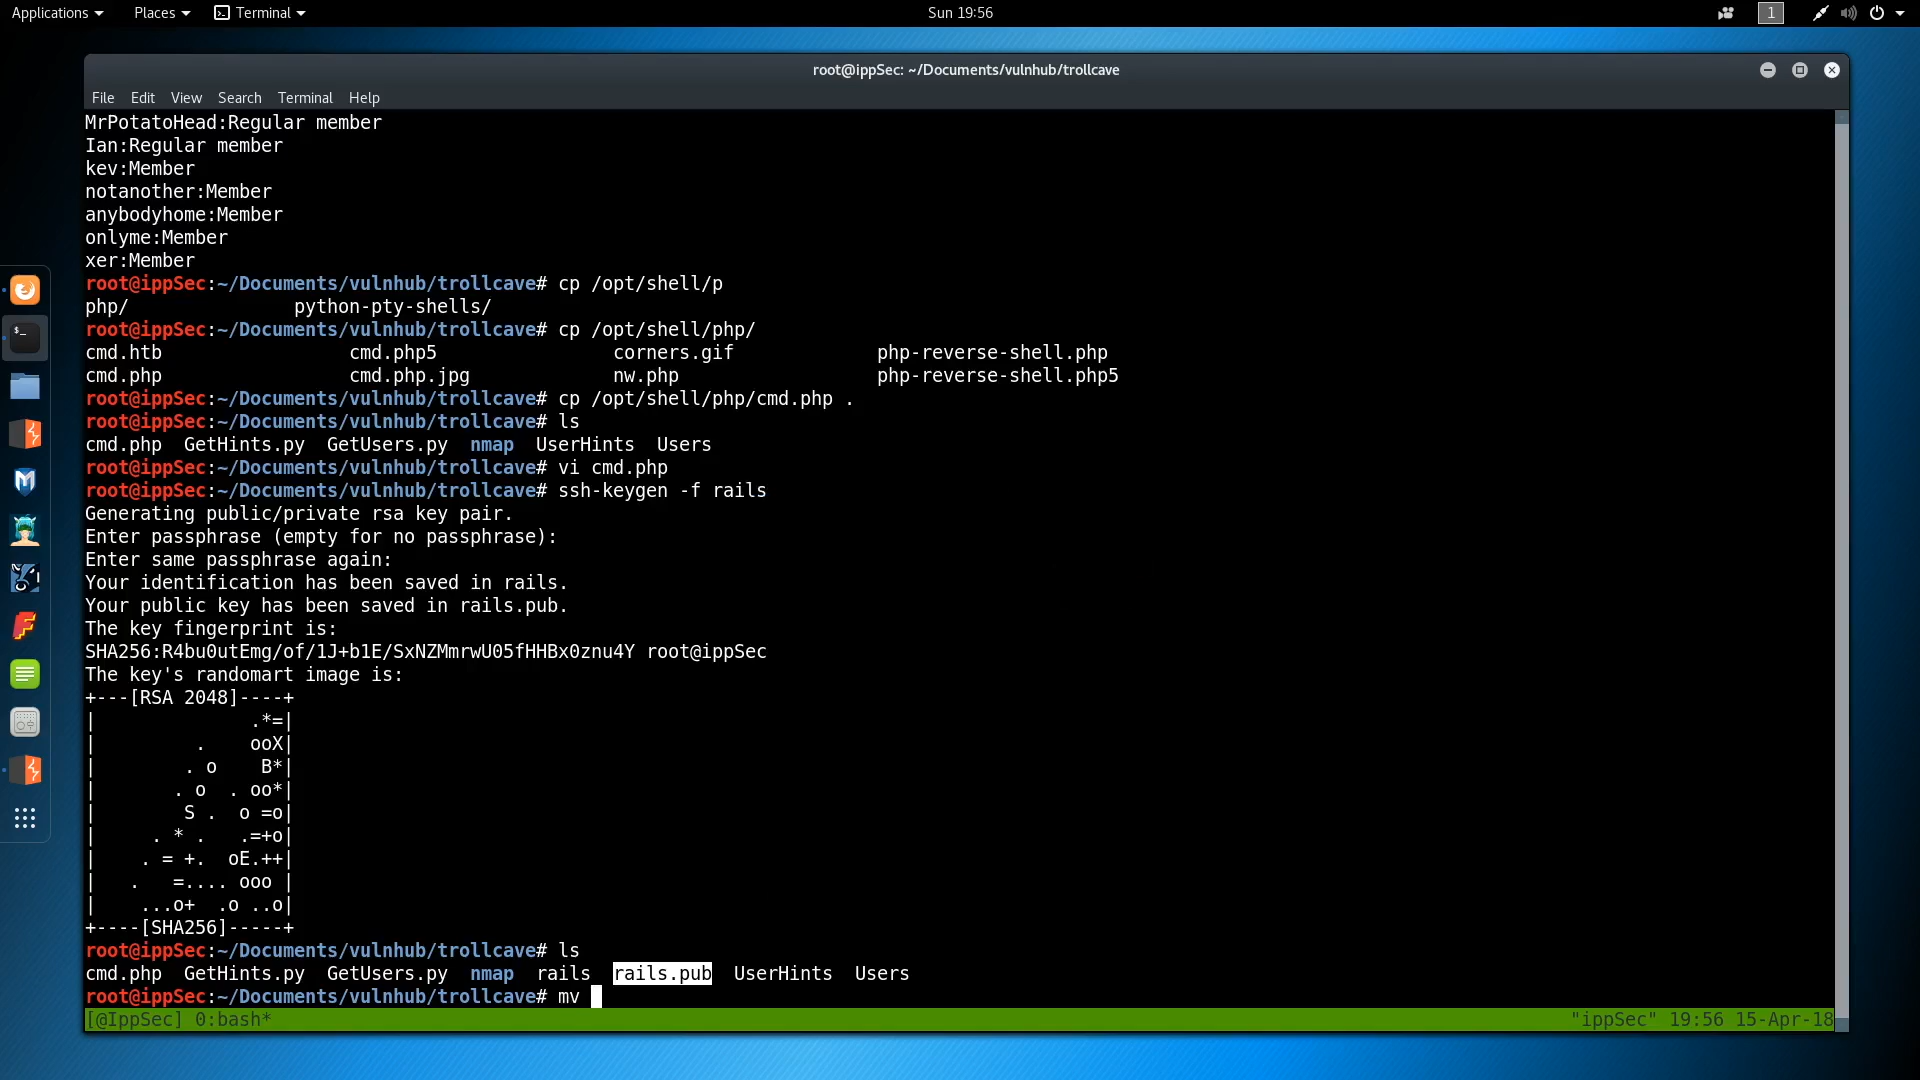 Applications Places Terminal Sun 19:56 1
root@ippSec: ~/Documents/vulnhub/trollcave
File Edit View Search Terminal Help
MrPotatoHead:Regular member
Ian:Regular member
kev:Member
notanother:Member
anybodyhome:Member
onlyme:Member
xer:Member
root@ippSec:~/Documents/vulnhub/trollcave# cp /opt/shell/p
php/ python-pty-shells/
root@ippSec:~/Documents/vulnhub/trollcave# cp /opt/shell/php/
cmd.htb cmd.php5 corners.gif php-reverse-shell.php
cmd.php cmd.php.jpg nw.php php-reverse-shell.php5
root@ippSec:~/Documents/vulnhub/trollcave# cp /opt/shell/php/cmd.php .
root@ippSec:~/Documents/vulnhub/trollcave# ls
cmd.php GetHints.py GetUsers.py nmap UserHints Users
root@ippSec:~/Documents/vulnhub/trollcave# vi cmd.php
root@ippSec:~/Documents/vulnhub/trollcave# ssh-keygen -f rails
Generating public/private rsa key pair.
Enter passphrase (empty for no passphrase):
Enter same passphrase again:
Your identification has been saved in rails.
Your public key has been saved in rails.pub.
The key fingerprint is:
SHA256:R4bu0utEmg/of/1J+b1E/SxNZMmrwU05fHHBx0znu4Y root@ippSec
The key's randomart image is:
+---[RSA 2048]----+
|              .*=|
|         .    ooX|
|        . o    B*|
|       . o  . oo*|
|        S .  o =o|
|     . * .   .=+o|
|    . = +.  oE.++|
|   .   =.... ooo |
|    ...o+  .o ..o|
+----[SHA256]-----+
root@ippSec:~/Documents/vulnhub/trollcave# ls
cmd.php GetHints.py GetUsers.py nmap rails rails.pub UserHints Users
root@ippSec:~/Documents/vulnhub/trollcave# mv
[@IppSec] 0:bash* "ippSec" 19:56 15-Apr-18